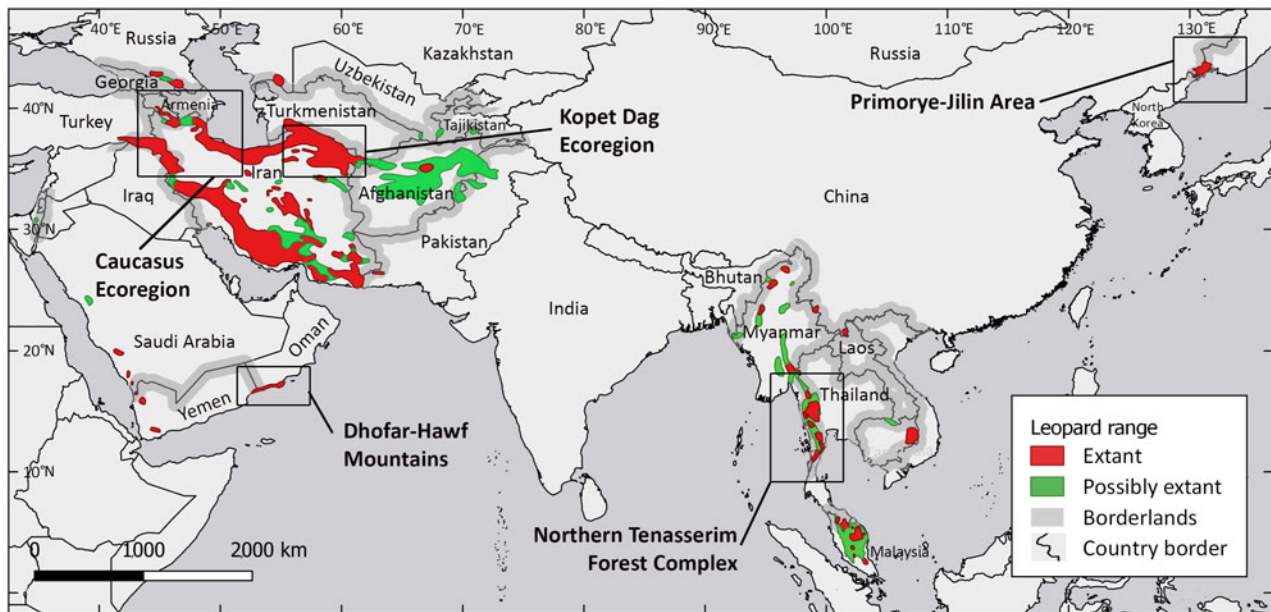 40°E
50°E
60°E
70°E
80°E
90°E
100°E
110°E
120°E
130°E
Russia
Kazakhstan
Russia
Georgia
Uzbekistan
40°N
Armenia
Turkmenistan
Primorye-Jilin Area
North
Korea
Turkey
Tajikistan
Kopet Dag
Ecoregion
Iraq
Iran
Afghanistan
China
30°N
Pakistan
Caucasus
Ecoregion
Bhutan
India
Myanmar
Saudi Arabia
Oman
20°N
Laos
Yemen
Thailand
Dhofar-Hawf
Mountains
10°N
Northern Tenasserim
Forest Complex
Malaysia
Leopard range
Extant
Possibly extant
Borderlands
Country border
0 1000 2000 km